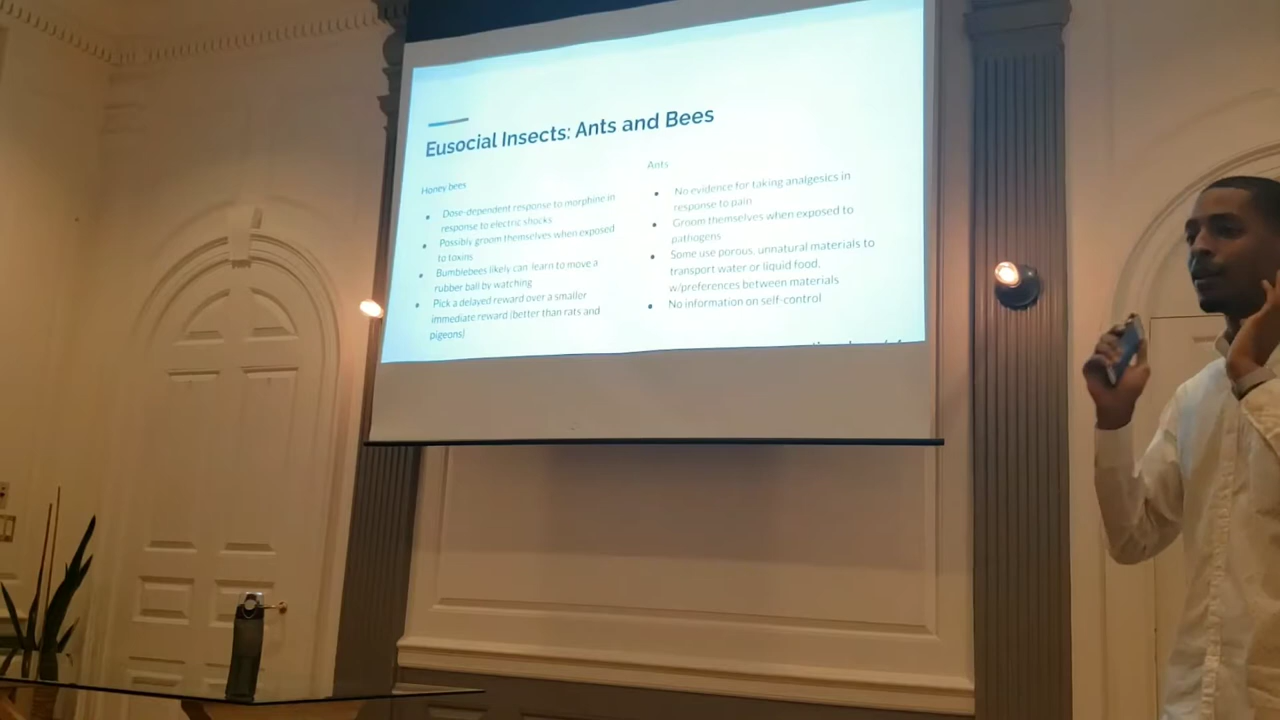 Eusocial Insects: Ants and Bees
Honey bees
Dose-dependent response to morphine in
response to electric shocks
Possibly groom themselves when exposed
to toxins
Bumblebees likely can learn to move a
rubber ball by watching
Pick a delayed reward over a smaller
immediate reward (better than rats and
pigeons)
Ants
No evidence for taking analgesics in
response to pain
Groom themselves when exposed to
pathogens
Some use porous, unnatural materials to
transport water or liquid food,
w/preferences between materials
No information on self-control